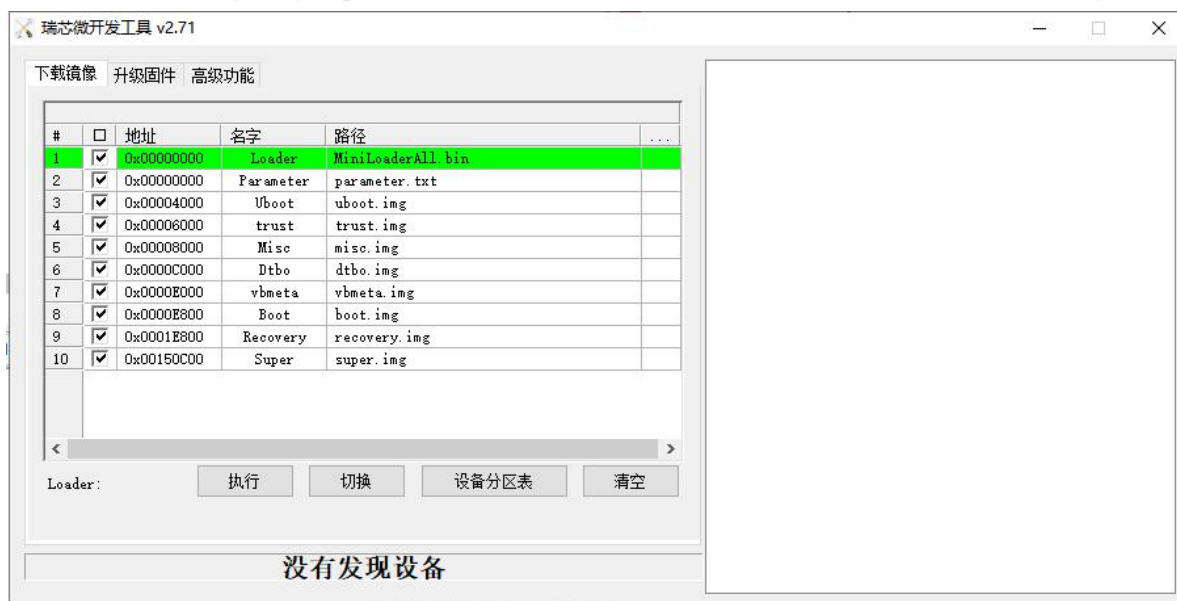 瑞芯微开发工具 v2.71
下载镜像 升级固件 高级功能
# 地址 名字 路径 ...
1 0x00000000 Loader MiniLoaderAll.bin
2 0x00000000 Parameter parameter.txt
3 0x00004000 Uboot uboot.img
4 0x00006000 trust trust.img
5 0x00008000 Misc misc.img
6 0x0000C000 Dtbo dtbo.img
7 0x0000E000 vbmeta vbmeta.img
8 0x0000E800 Boot boot.img
9 0x0001E800 Recovery recovery.img
10 0x00150C00 Super super.img
Loader: 执行 切换 设备分区表 清空
没有发现设备